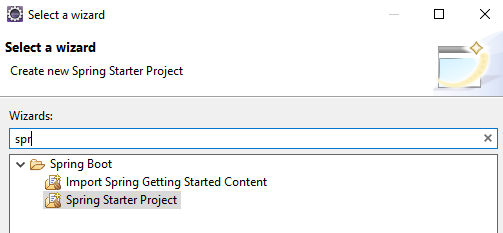 Select a wizard
Select a wizard
Create new Spring Starter Project
Wizards:
spr
Spring Boot
Import Spring Getting Started Content
Spring Starter Project